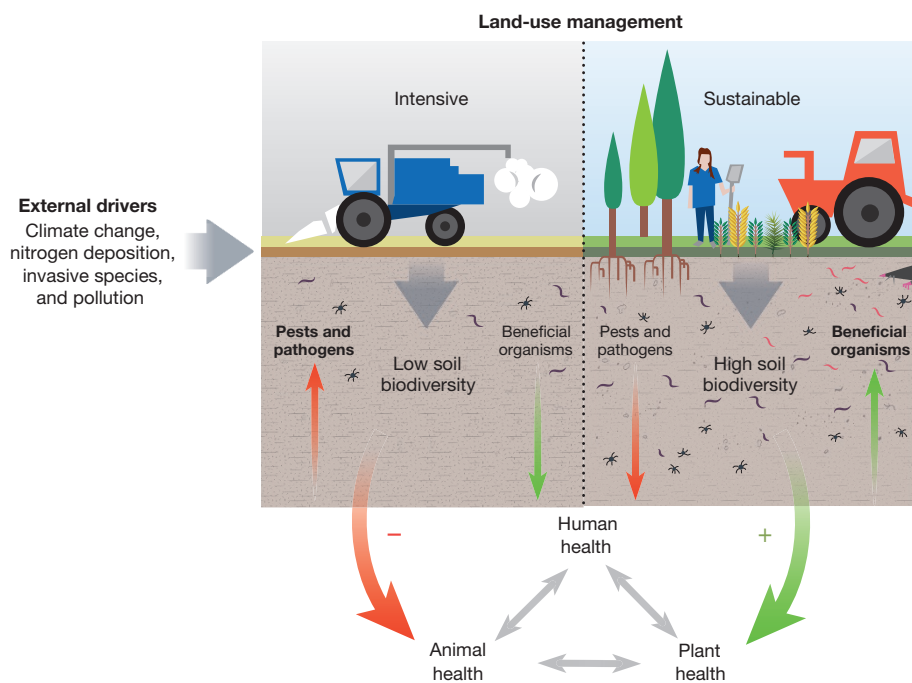 Land-use management
Intensive
Sustainable
External drivers
Climate change,
nitrogen deposition,
invasive species,
and pollution
Pests and
pathogens
Low soil
biodiversity
Beneficial
organisms
Pests and
pathogens
High soil
biodiversity
Beneficial
organisms
−
+
Human
health
Animal
health
Plant
health